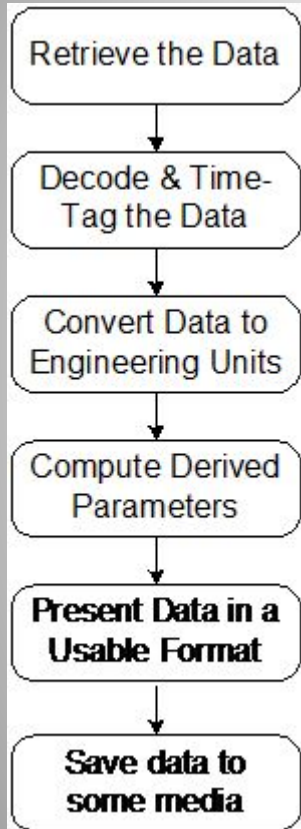 Retrieve the Data
Decode & Time-
Tag the Data
Convert Data to
Engineering Units
Compute Derived
Parameters
Present Data in a
Usable Format
Save data to
some media